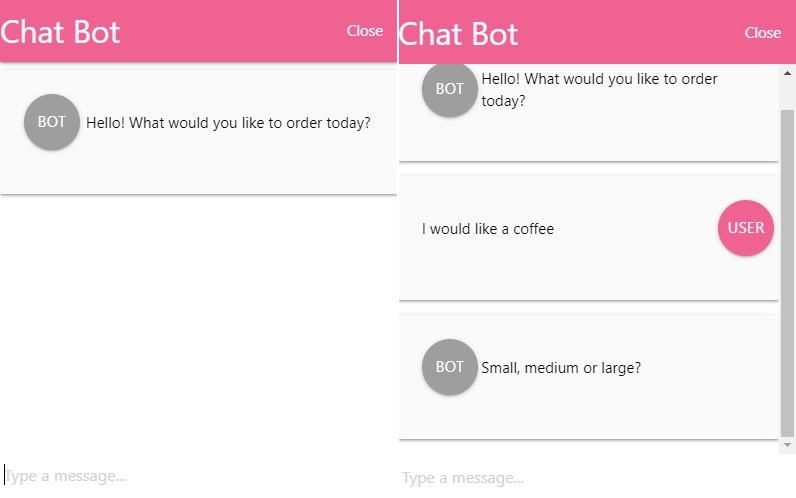 Chat Bot
Close
BOT
Hello! What would you like to order today?
Type a message...
Chat Bot
Close
BOT
Hello! What would you like to order
today?
I would like a coffee
USER
BOT
Small, medium or large?
Type a message...